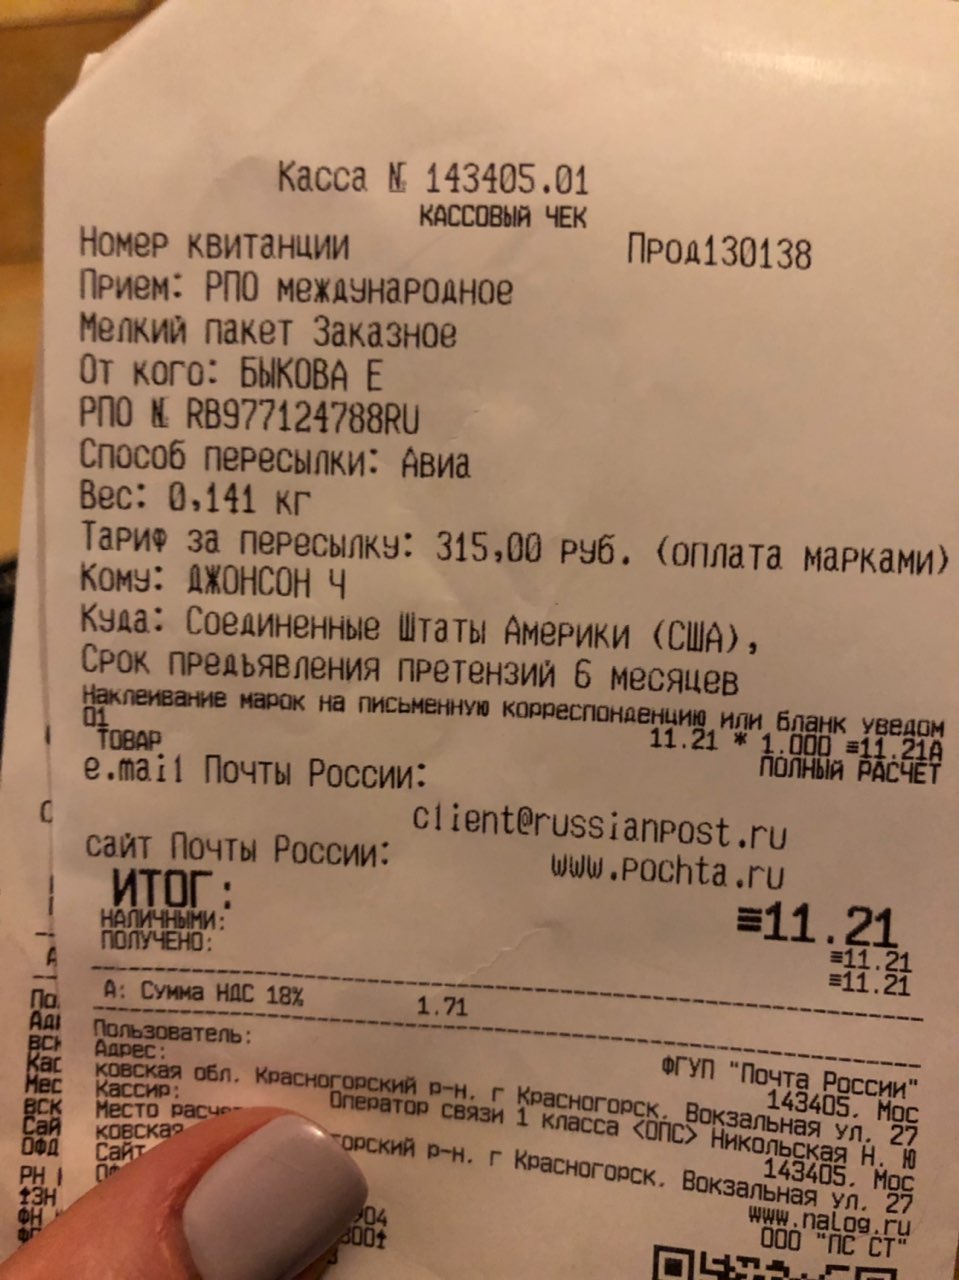 Касса № 143405.01
КАССОВЫЙ ЧЕК
Номер квитанции Прод130138
Прием: РПО международное
Мелкий пакет Заказное
От кого: БЫКОВА Е
РПО № RB977124788RU
Способ пересылки: Авиа
Вес: 0,141 кг
Тариф за пересылку: 315,00 руб. (оплата марками)
Кому: ДЖОНСОН Ч
Куда: Соединенные Штаты Америки (США),
Срок предъявления претензий 6 месяцев
Наклеивание марок на письменную корреспонденцию или бланк уведом
01 11.21 * 1.000 ≡11.21А
ТОВАР ПОЛНЫЙ РАСЧЕТ
e.mail Почты России:
client@russianpost.ru
сайт Почты России:
www.pochta.ru
ИТОГ: ≡11.21
НАЛИЧНЫМИ: ≡11.21
ПОЛУЧЕНО: ≡11.21
А: Сумма НДС 18% 1.71
Пользователь: ФГУП "Почта России"
Адрес: 143405. Мос
ковская обл. Красногорский р-н. г Красногорск. Вокзальная ул. 27
Кассир: Оператор связи 1 класса <ОПС> Никольская Н. Ю
Место расче 143405. Мос
ковская горский р-н. г Красногорск. Вокзальная ул. 27
Сайт www.nalog.ru
ООО "ПС СТ"